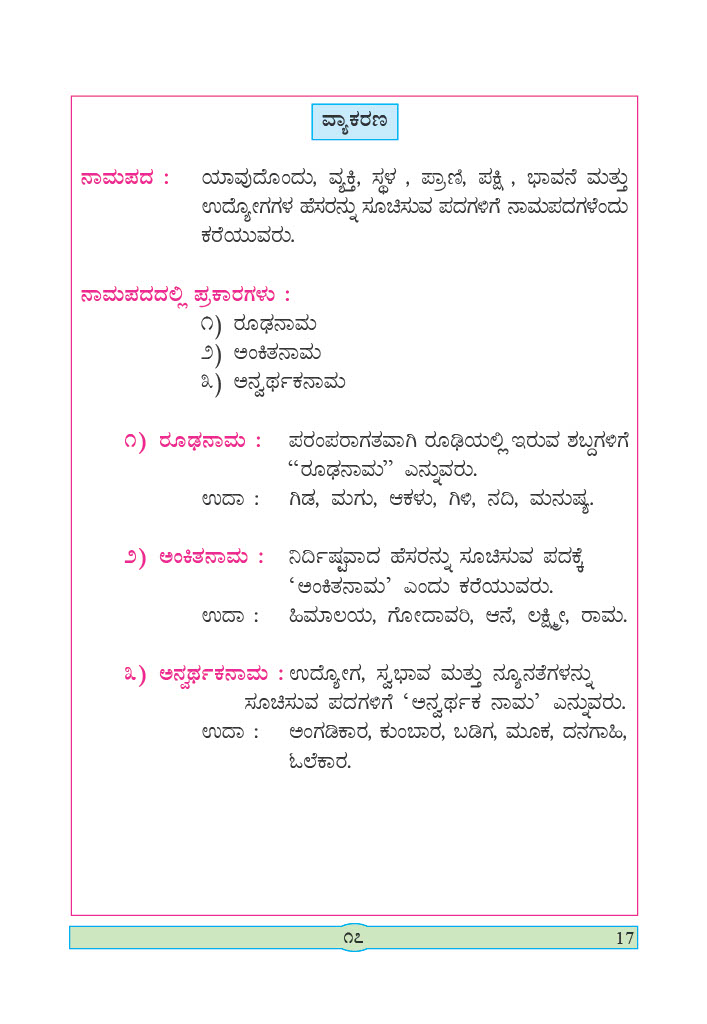 ವ್ಯಾಕರಣ
ನಾಮಪದ : ಯಾವುದೊಂದು, ವ್ಯಕ್ತಿ, ಸ್ಥಳ , ಪ್ರಾಣಿ, ಪಕ್ಷಿ , ಭಾವನೆ ಮತ್ತು
ಉದ್ಯೋಗಗಳ ಹೆಸರನ್ನು ಸೂಚಿಸುವ ಪದಗಳಿಗೆ ನಾಮಪದಗಳೆಂದು
ಕರೆಯುವರು.
ನಾಮಪದದಲ್ಲಿ ಪ್ರಕಾರಗಳು :
೧) ರೂಢನಾಮ
೨) ಅಂಕಿತನಾಮ
೩) ಅನ್ವರ್ಥಕನಾಮ
೧) ರೂಢನಾಮ : ಪರಂಪರಾಗತವಾಗಿ ರೂಢಿಯಲ್ಲಿ ಇರುವ ಶಬ್ದಗಳಿಗೆ
“ರೂಢನಾಮ” ಎನ್ನುವರು.
ಉದಾ : ಗಿಡ, ಮಗು, ಆಕಳು, ಗಿಳಿ, ನದಿ, ಮನುಷ್ಯ.
೨) ಅಂಕಿತನಾಮ : ನಿರ್ದಿಷ್ಟವಾದ ಹೆಸರನ್ನು ಸೂಚಿಸುವ ಪದಕ್ಕೆ
‘ಅಂಕಿತನಾಮ’ ಎಂದು ಕರೆಯುವರು.
ಉದಾ : ಹಿಮಾಲಯ, ಗೋದಾವರಿ, ಆನೆ, ಲಕ್ಷ್ಮೀ, ರಾಮ.
೩) ಅನ್ವರ್ಥಕನಾಮ : ಉದ್ಯೋಗ, ಸ್ವಭಾವ ಮತ್ತು ನ್ಯೂನತೆಗಳನ್ನು
ಸೂಚಿಸುವ ಪದಗಳಿಗೆ ‘ಅನ್ವರ್ಥಕ ನಾಮ’ ಎನ್ನುವರು.
ಉದಾ : ಅಂಗಡಿಕಾರ, ಕುಂಬಾರ, ಬಡಿಗ, ಮೂಕ, ದನಗಾಹಿ,
ಓಲೆಕಾರ.
೧೭ 17